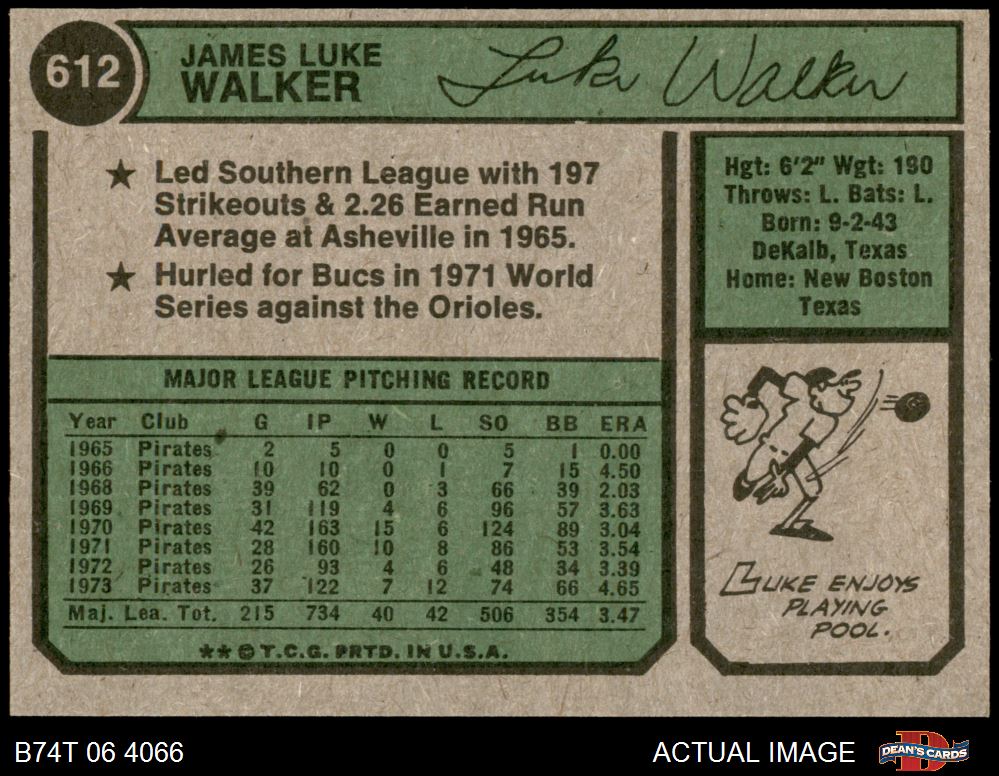 612
JAMES LUKE
WALKER
Luke Walker
★ Led Southern League with 197
Strikeouts & 2.26 Earned Run
Average at Asheville in 1965.
★ Hurled for Bucs in 1971 World
Series against the Orioles.
Hgt: 6'2" Wgt: 190
Throws: L. Bats: L.
Born: 9-2-43
DeKalb, Texas
Home: New Boston
Texas
MAJOR LEAGUE PITCHING RECORD
Year Club G IP W L SO BB ERA
1965 Pirates 2 5 0 0 5 1 0.00
1966 Pirates 10 10 0 1 7 15 4.50
1968 Pirates 39 62 0 3 66 39 2.03
1969 Pirates 31 119 4 6 96 57 3.63
1970 Pirates 42 163 15 6 124 89 3.04
1971 Pirates 28 160 10 8 86 53 3.54
1972 Pirates 26 93 4 6 48 34 3.39
1973 Pirates 37 122 7 12 74 66 4.65
Maj. Lea. Tot. 215 734 40 42 506 354 3.47
**© T.C.G. PRTD. IN U.S.A.
LUKE ENJOYS
PLAYING
POOL.
B74T 06 4066
ACTUAL IMAGE
DEAN'S CARDS